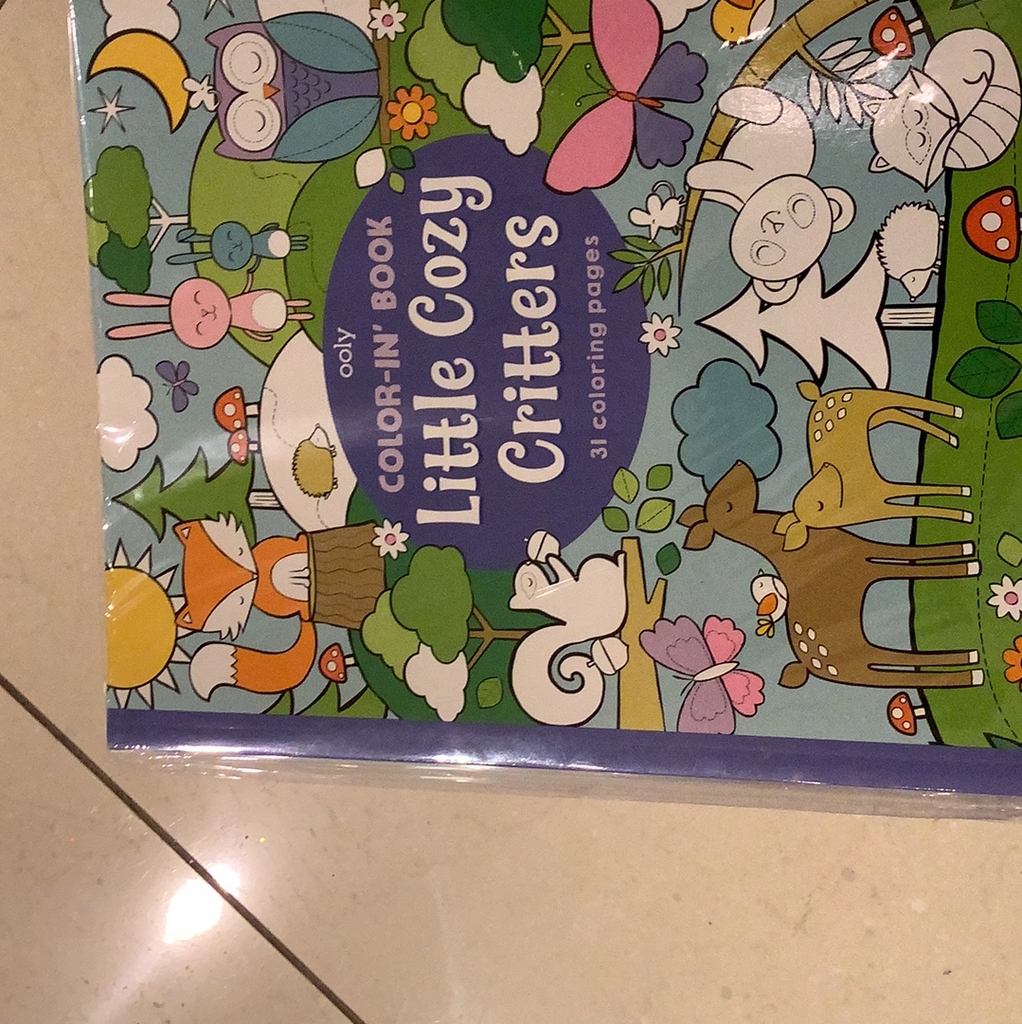 ooly
COLOR-IN' BOOK
Little Cozy
Critters
31 coloring pages